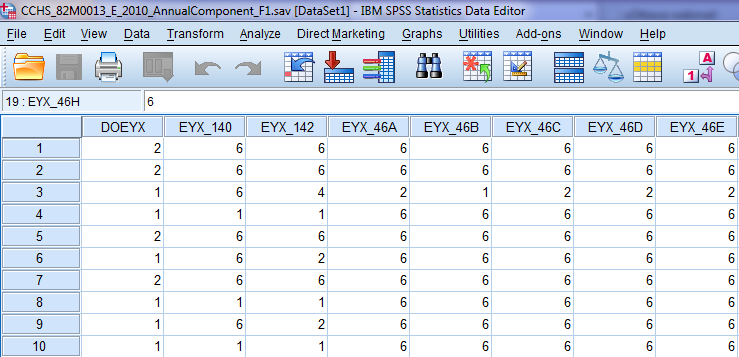 CCHS_82M0013_E_2010_AnnualComponent_F1.sav [DataSet1] - IBM SPSS Statistics Data Editor
File Edit View Data Transform Analyze Direct Marketing Graphs Utilities Add-ons Window Help
A
1
19 : EYX_46H 6
DOEYX EYX_140 EYX_142 EYX_46A EYX_46B EYX_46C EYX_46D EYX_46E
1 2 6 6 6 6 6 6 6
2 2 6 6 6 6 6 6 6
3 1 6 4 2 1 2 2 2
4 1 1 1 6 6 6 6 6
5 2 6 6 6 6 6 6 6
6 1 6 2 6 6 6 6 6
7 2 6 6 6 6 6 6 6
8 1 1 1 6 6 6 6 6
9 1 6 2 6 6 6 6 6
10 1 1 1 6 6 6 6 6